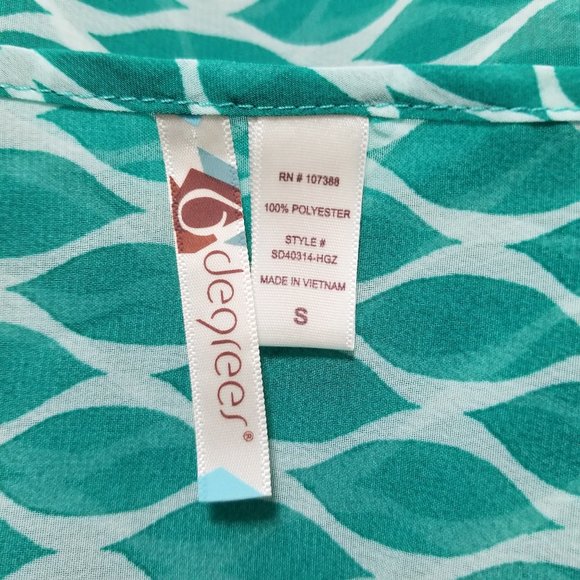 6degrees®
RN # 107388
100% POLYESTER
STYLE #
SD40314-HGZ
MADE IN VIETNAM
S